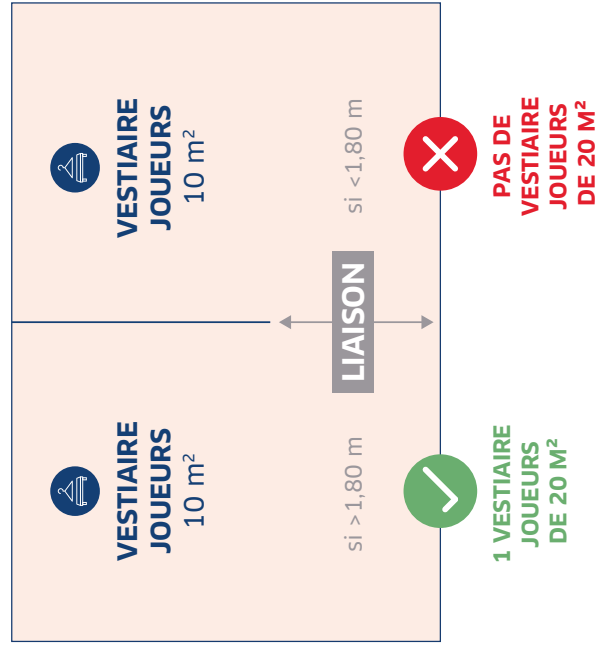 VESTIAIRE
JOUEURS
10 m²
VESTIAIRE
JOUEURS
10 m²
si >1,80 m
LIAISON
si <1,80 m
1 VESTIAIRE
JOUEURS
DE 20 M²
PAS DE
VESTIAIRE
JOUEURS
DE 20 M²